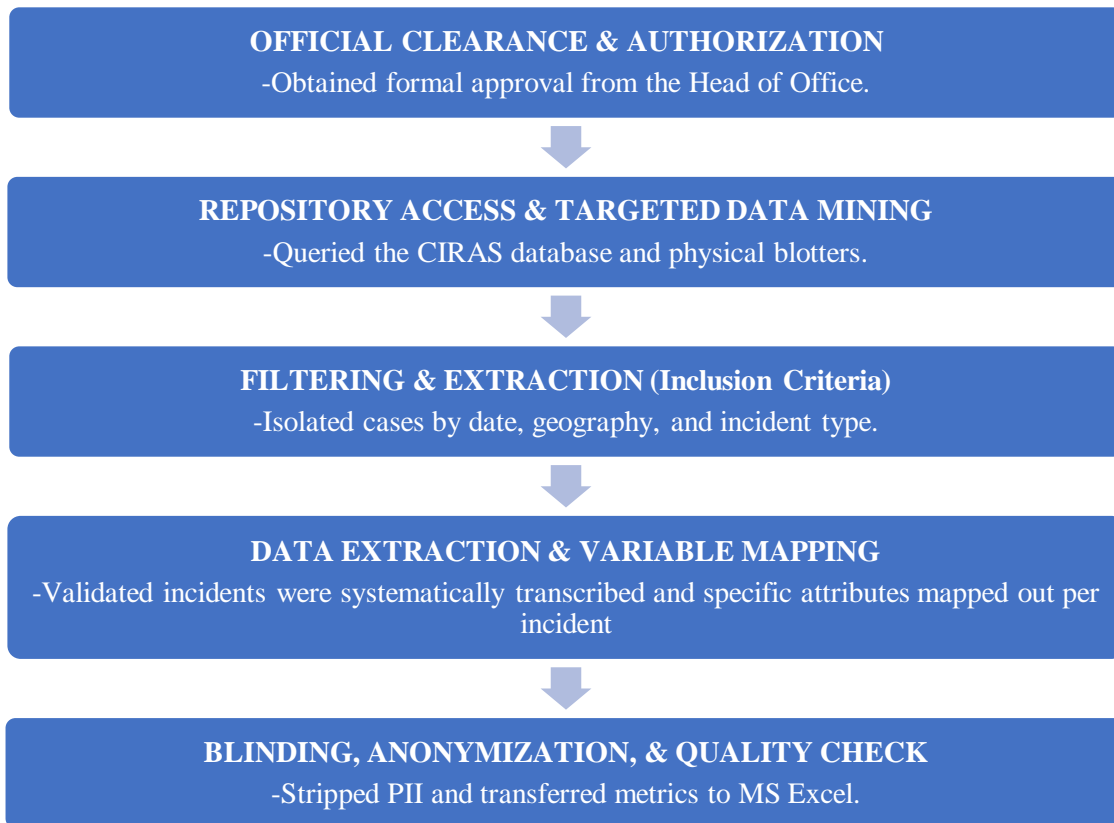 OFFICIAL CLEARANCE & AUTHORIZATION
-Obtained formal approval from the Head of Office.
REPOSITORY ACCESS & TARGETED DATA MINING
-Queried the CIRAS database and physical blotters.
FILTERING & EXTRACTION (Inclusion Criteria)
-Isolated cases by date, geography, and incident type.
DATA EXTRACTION & VARIABLE MAPPING
-Validated incidents were systematically transcribed and specific attributes mapped out per
incident
BLINDING, ANONYMIZATION, & QUALITY CHECK
-Stripped PII and transferred metrics to MS Excel.